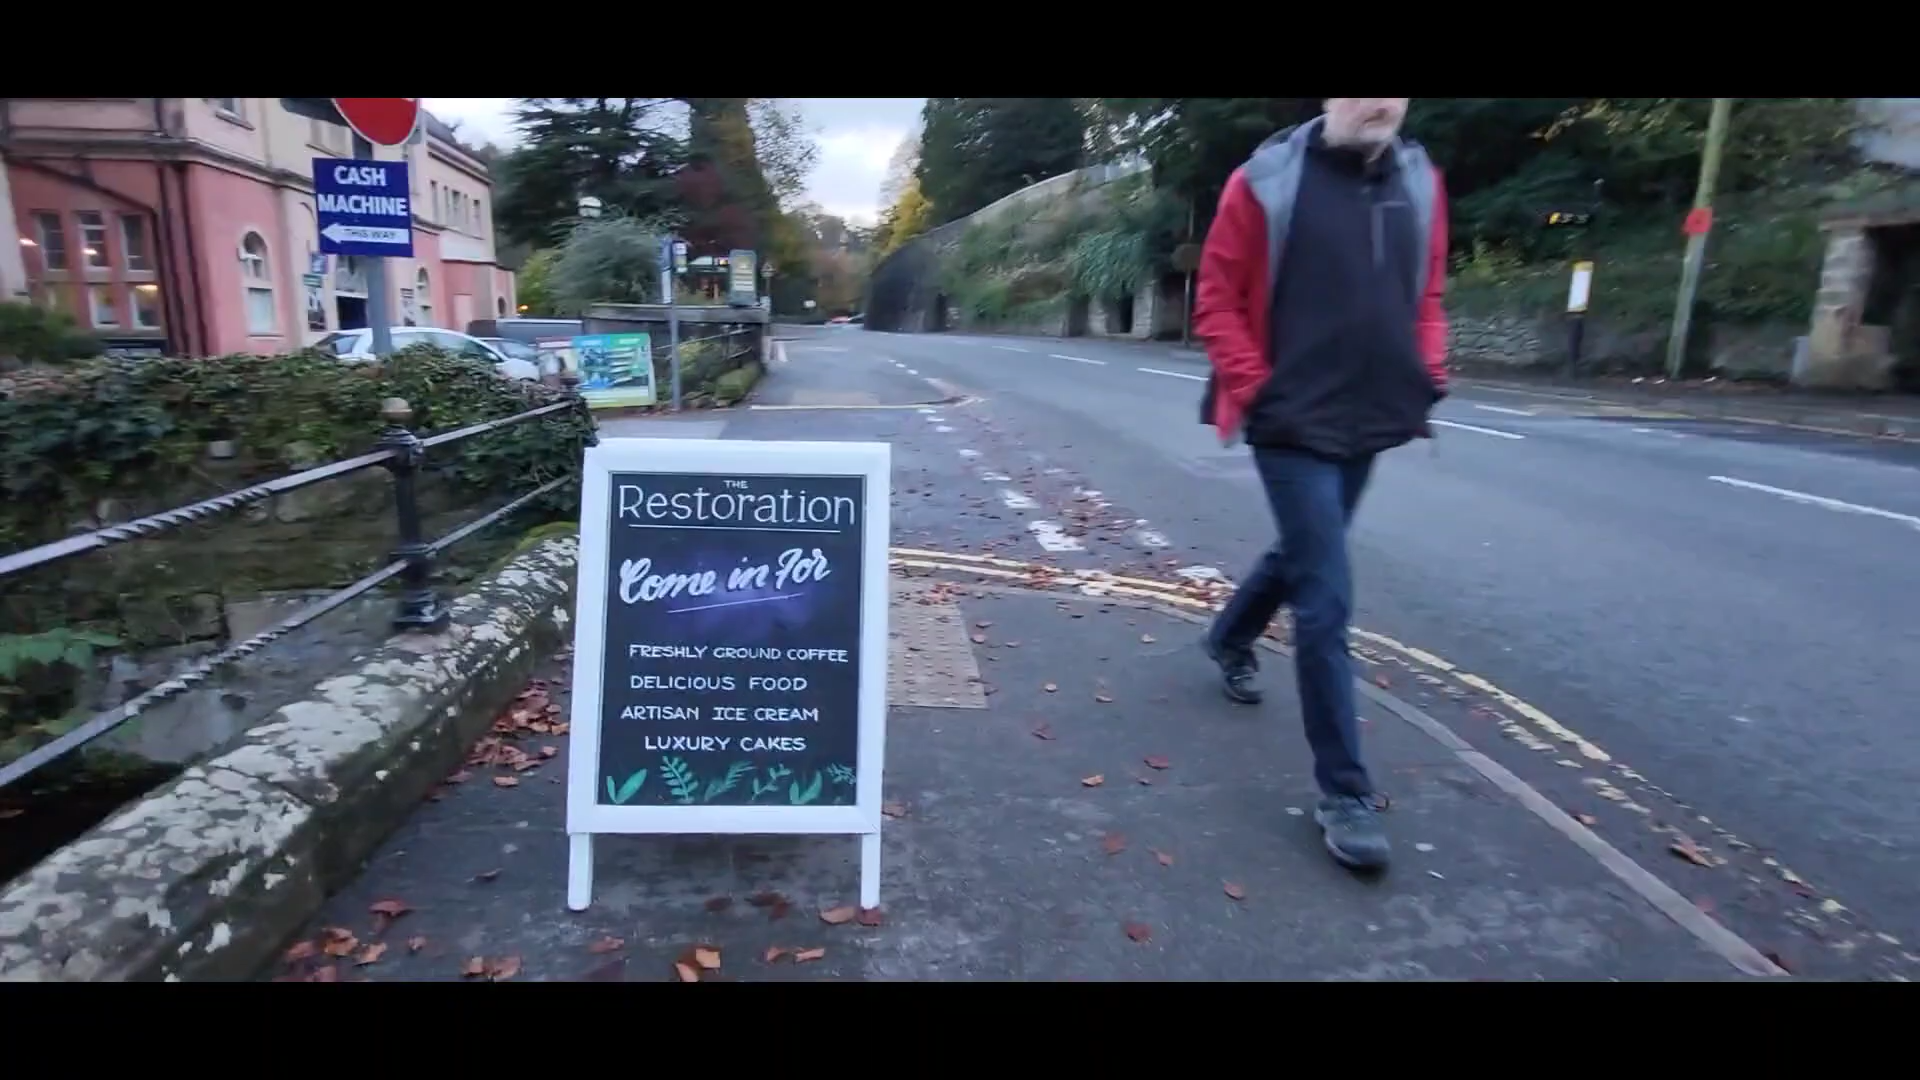 CASH
MACHINE
THIS WAY
THE
Restoration
Come in For
FRESHLY GROUND COFFEE
DELICIOUS FOOD
ARTISAN ICE CREAM
LUXURY CAKES